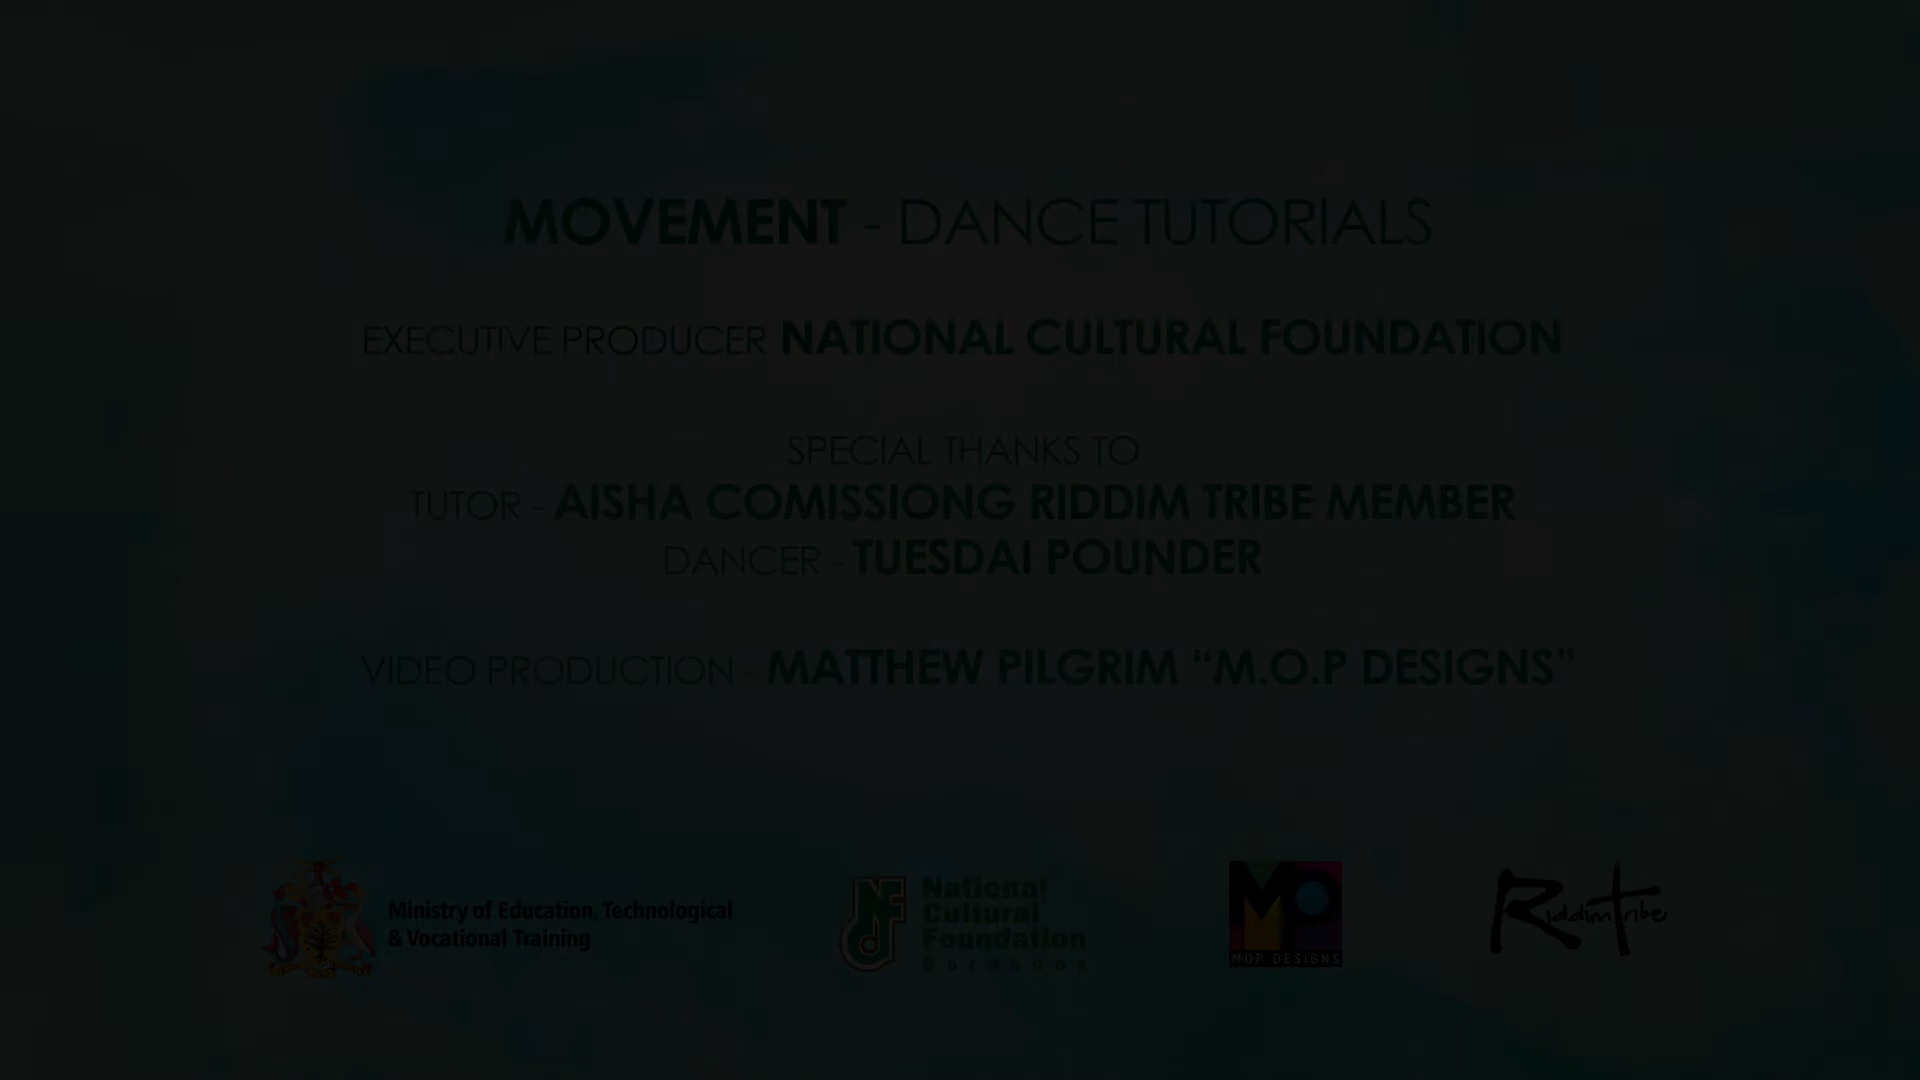 MOVEMENT - DANCE TUTORIALS
EXECUTIVE PRODUCER NATIONAL CULTURAL FOUNDATION
SPECIAL THANKS TO
TUTOR - AISHA COMISSIONG RIDDIM TRIBE MEMBER
DANCER - TUESDAI POUNDER
VIDEO PRODUCTION - MATTHEW PILGRIM “M.O.P DESIGNS”
Ministry of Education, Technological
& Vocational Training
NCF
National
Cultural
Foundation
Barbados
MOP
M.O.P DESIGNS
RiddimTribe